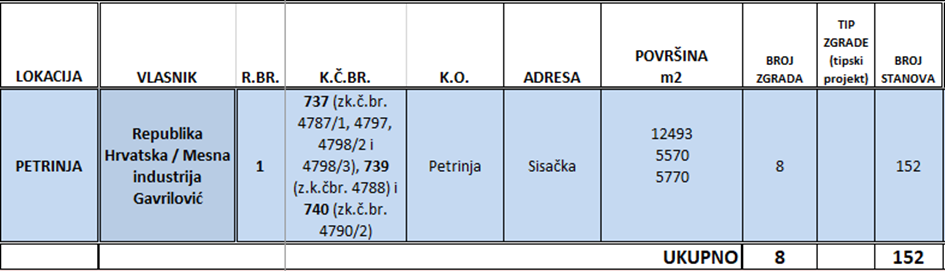 LOKACIJA VLASNIK R.BR. K.Č.BR. K.O. ADRESA POVRŠINA m2 BROJ ZGRADA TIP ZGRADE (tipski projekt) BROJ STANOVA
PETRINJA
Republika
Hrvatska / Mesna
industrija
Gavrilović
1
737 (zk.č.br.
4787/1, 4797,
4798/2 i
4798/3), 739
(z.k.čbr. 4788) i
740 (zk.č.br.
4790/2)
Petrinja
Sisačka
12493
5570
5770
8
152
UKUPNO 8 152